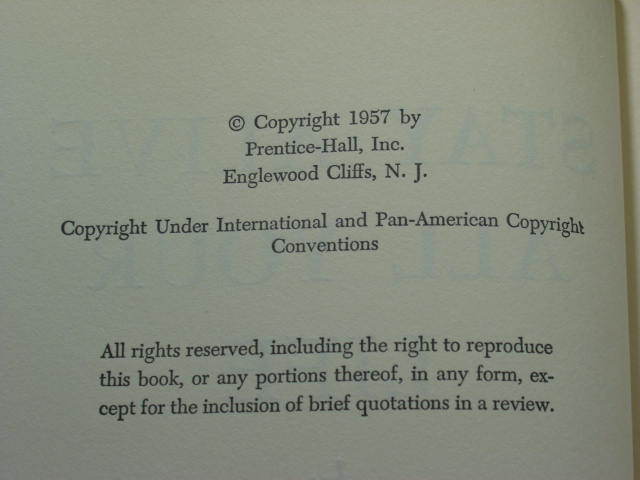 © Copyright 1957 by
Prentice-Hall, Inc.
Englewood Cliffs, N. J.
Copyright Under International and Pan-American Copyright
Conventions
All rights reserved, including the right to reproduce
this book, or any portions thereof, in any form, ex-
cept for the inclusion of brief quotations in a review.